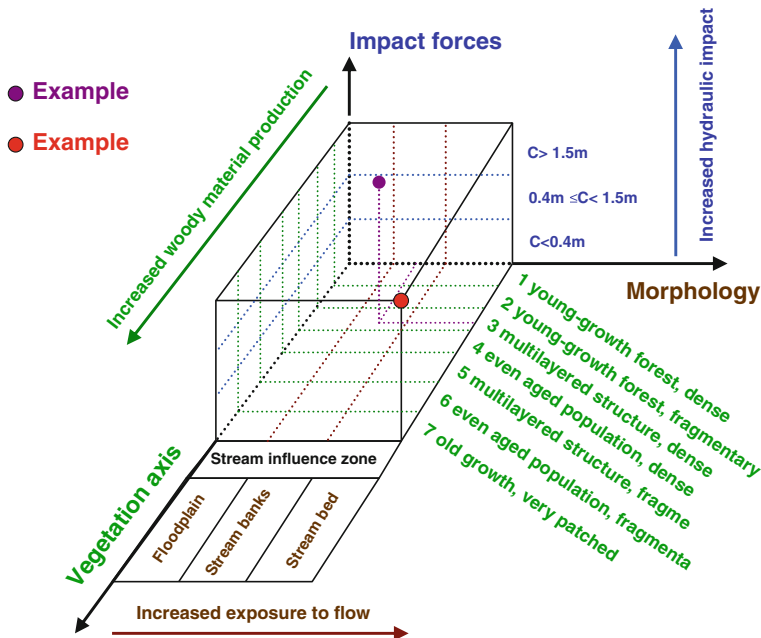 Impact forces
Increased hydraulic impact
Example
Example
Increased woody material production
C> 1.5m
0.4m ≤C< 1.5m
C<0.4m
Morphology
1 young-growth forest, dense
2 young-growth forest, fragmentary
3 multilayered structure, dense
4 even aged population, dense
5 multilayered structure, fragme
6 even aged population, fragmenta
7 old growth, very patched
Vegetation axis
Stream influence zone
Floodplain
Stream banks
Stream bed
Increased exposure to flow